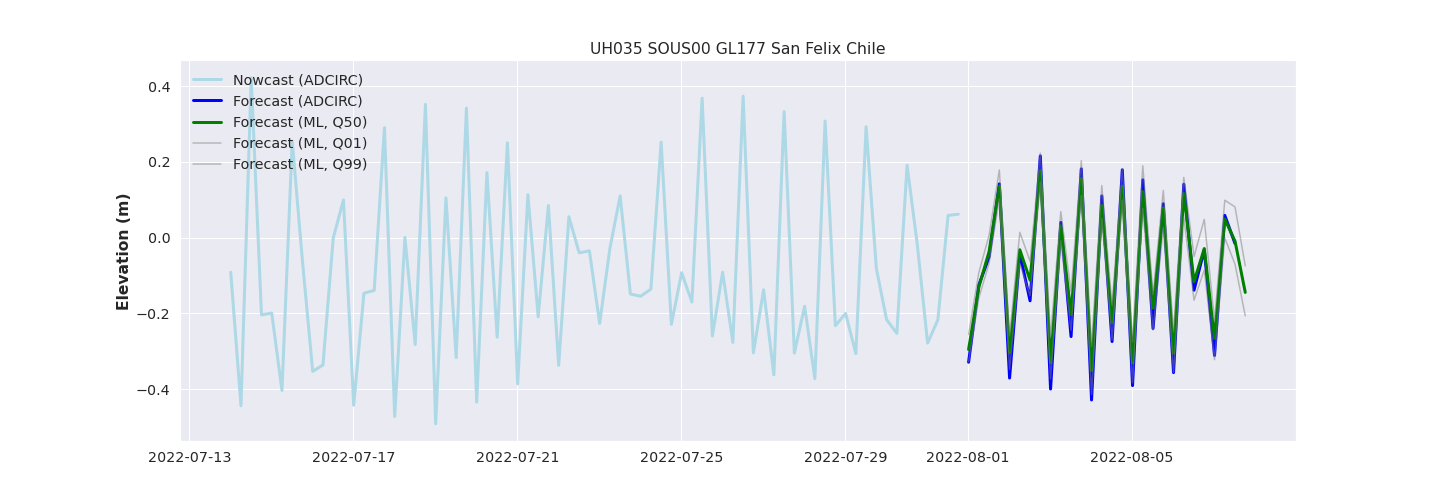 UH035 SOUS00 GL177 San Felix Chile
Nowcast (ADCIRC)
Forecast (ADCIRC)
Forecast (ML, Q50)
Forecast (ML, Q01)
Forecast (ML, Q99)
Elevation (m)
0.4
0.2
0.0
−0.2
−0.4
2022-07-13 2022-07-17 2022-07-21 2022-07-25 2022-07-29 2022-08-01 2022-08-05